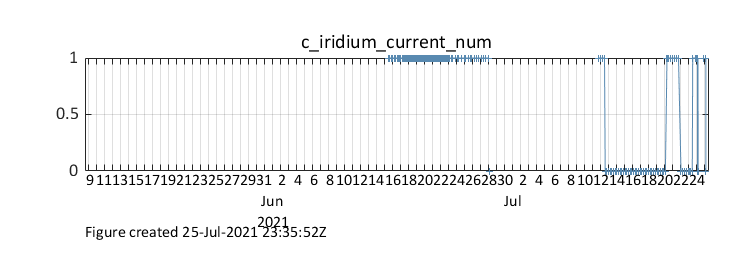 c_iridium_current_num
1
0.5
0
9 11 13 15 17 19 21 23 25 27 29 31 2 4 6 8 10 12 14 16 18 20 22 24 26 28 30 2 4 6 8 10 12 14 16 18 20 22 24
Jun Jul
2021
Figure created 25-Jul-2021 23:35:52Z